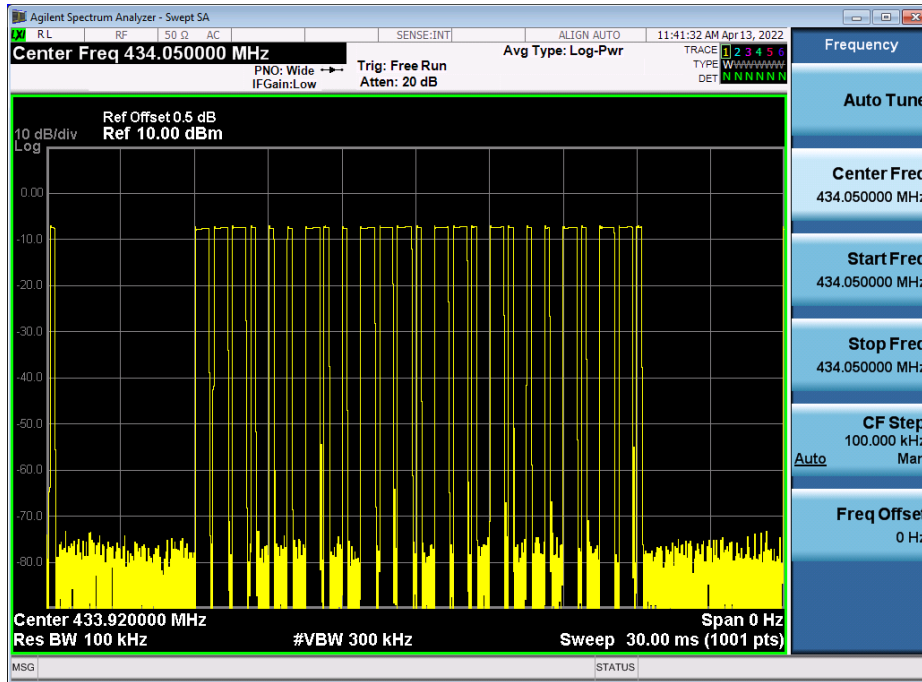 Agilent Spectrum Analyzer - Swept SA
LXI RL RF 50 Ω AC SENSE:INT ALIGN AUTO 11:41:32 AM Apr 13, 2022
Center Freq 434.050000 MHz
PNO: Wide
IFGain:Low
Trig: Free Run
Atten: 20 dB
Avg Type: Log-Pwr
TRACE 1 2 3 4 5 6
TYPE WWWWWW
DET N N N N N N
Ref Offset 0.5 dB
10 dB/div Ref 10.00 dBm
Log
0.00
-10.0
-20.0
-30.0
-40.0
-50.0
-60.0
-70.0
-80.0
Center 433.920000 MHz Span 0 Hz
Res BW 100 kHz #VBW 300 kHz Sweep 30.00 ms (1001 pts)
MSG STATUS
Frequency
Auto Tune
Center Freq
434.050000 MHz
Start Freq
434.050000 MHz
Stop Freq
434.050000 MHz
CF Step
100.000 kHz
Auto Man
Freq Offset
0 Hz